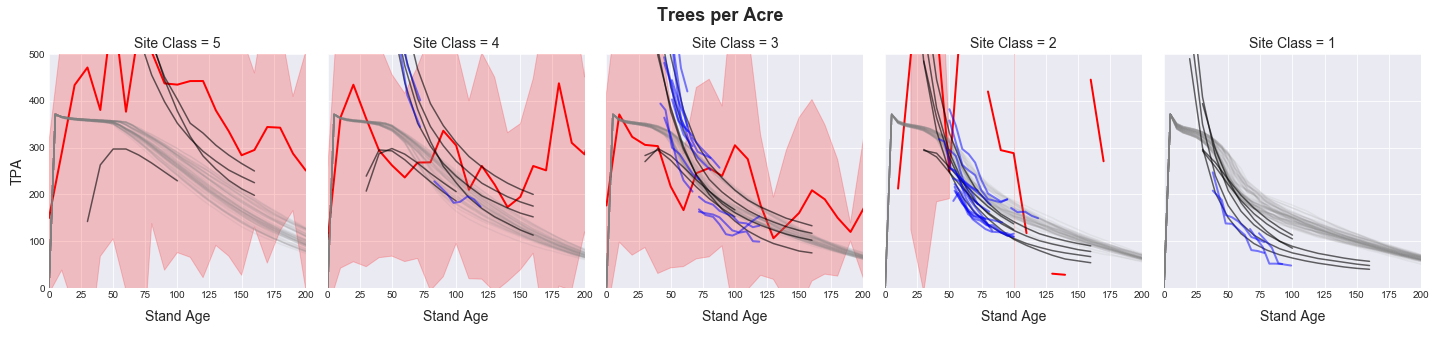 Trees per Acre
Site Class = 5
Site Class = 4
Site Class = 3
Site Class = 2
Site Class = 1
TPA
500
400
300
200
100
0
0 25 50 75 100 125 150 175 200
0 25 50 75 100 125 150 175 200
0 25 50 75 100 125 150 175 200
0 25 50 75 100 125 150 175 200
0 25 50 75 100 125 150 175 200
Stand Age
Stand Age
Stand Age
Stand Age
Stand Age